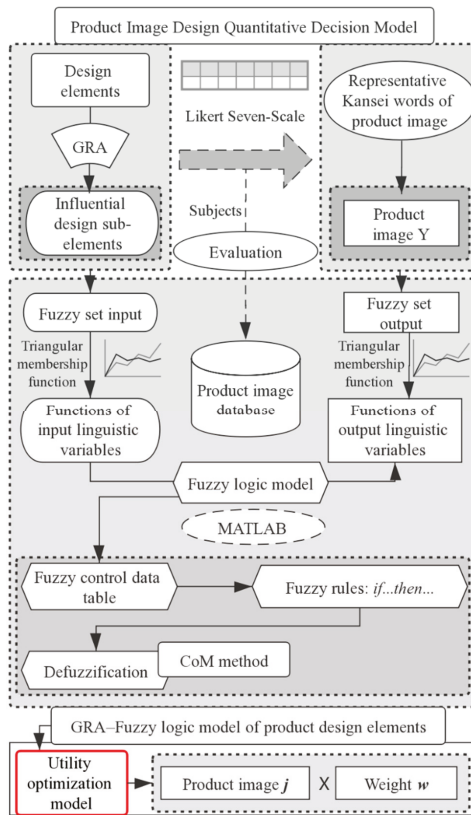 Product Image Design Quantitative Decision Model
Design
elements
GRA
Influential
design sub-
elements
Likert Seven-Scale
Subjects
Evaluation
Representative
Kansei words of
product image
Product
image Y
Fuzzy set input
Triangular
membership
function
Functions of
input linguistic
variables
Product image
database
Fuzzy set
output
Triangular
membership
function
Functions of
output linguistic
variables
Fuzzy logic model
MATLAB
Fuzzy control data
table
Fuzzy rules: if...then...
Defuzzification
CoM method
GRA–Fuzzy logic model of product design elements
Utility
optimization
model
Product image j
X
Weight w